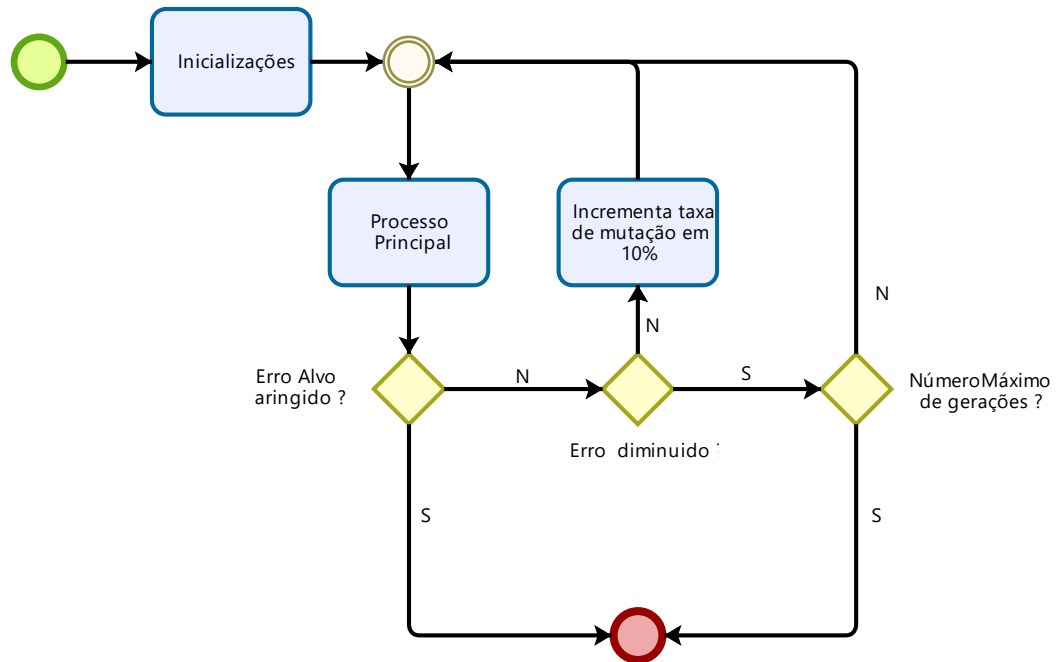 Inicializações
Processo
Principal
Incrementa taxa
de mutação em
10%
N
N
Erro Alvo
aringido ?
N
S
NúmeroMáximo
de gerações ?
Erro diminuido ?
S
S